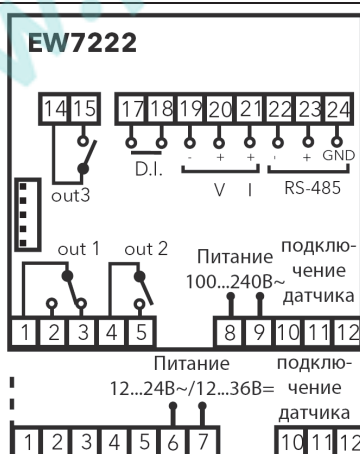 EW7222
14 15 17 18 19 20 21 22 23 24
- + + - + GND
D.I.
V I RS-485
out3
out 1 out 2
Питание
100...240В~
подклю-
чение
датчика
1 2 3 4 5 8 9 10 11 12
Питание
12...24В~/12...36В=
подклю-
чение
датчика
1 2 3 4 5 6 7 10 11 12